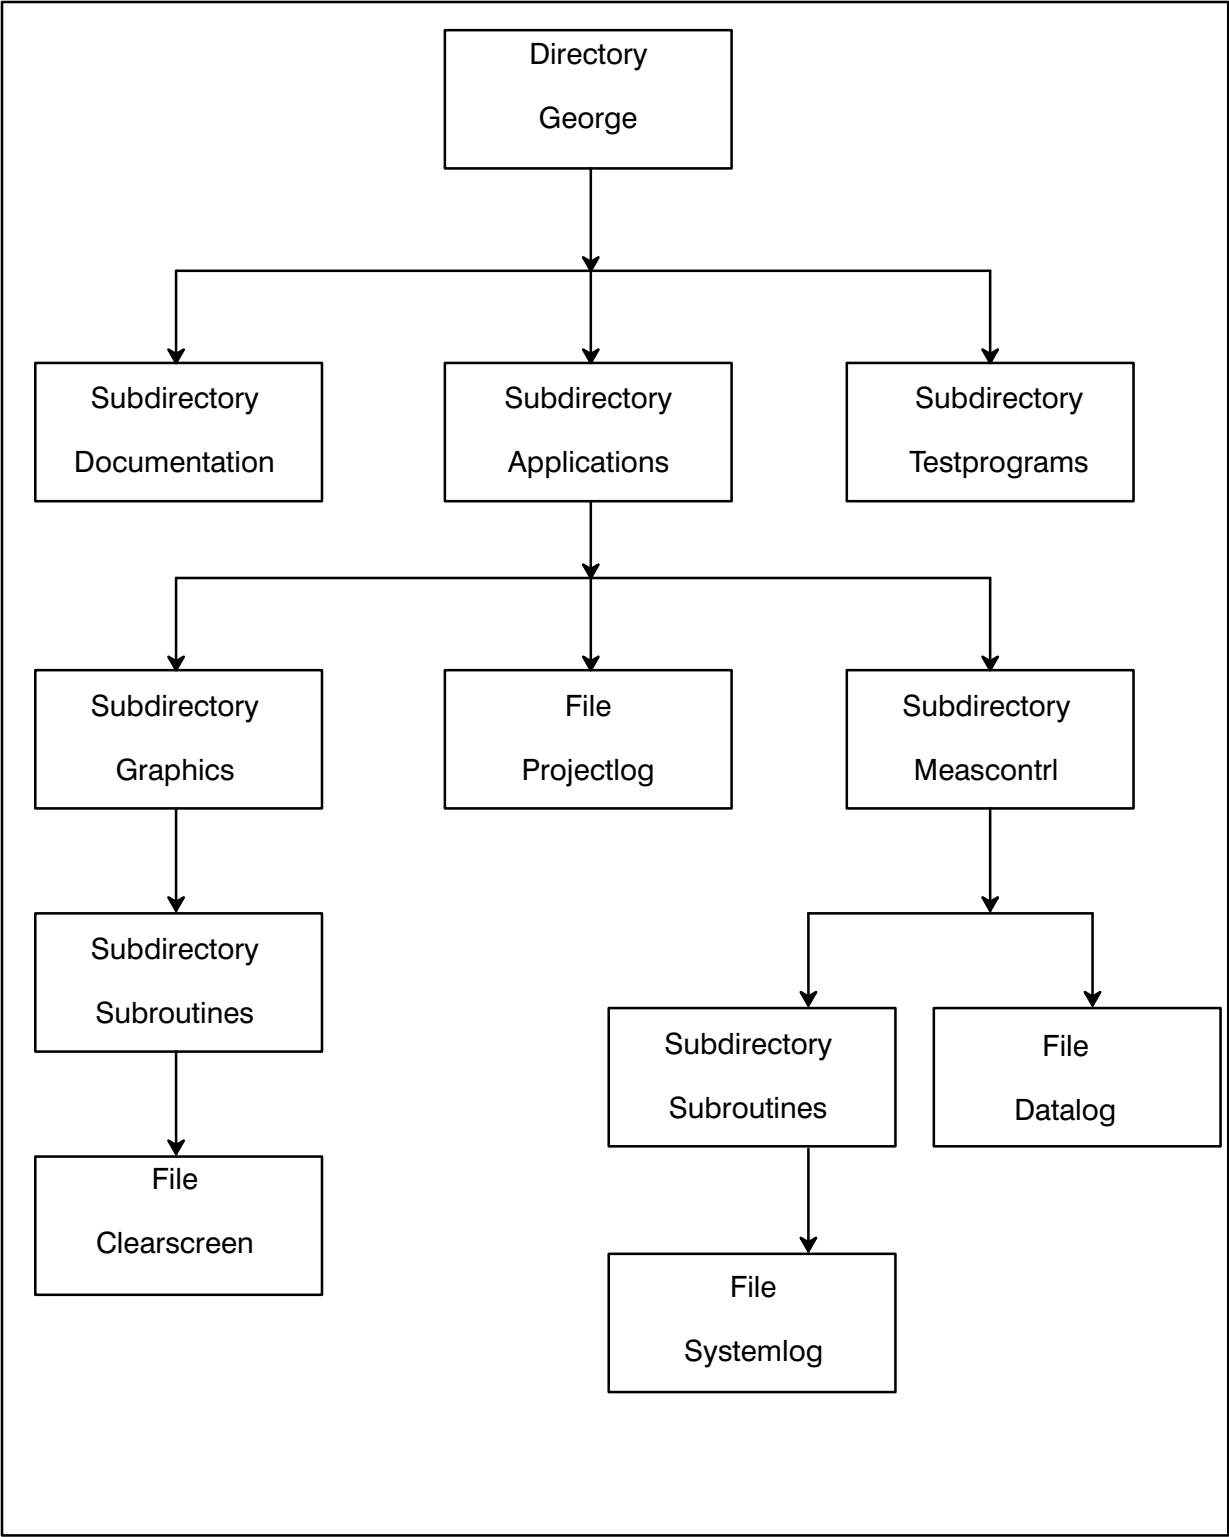 Directory
George
Subdirectory
Documentation
Subdirectory
Applications
Subdirectory
Testprograms
Subdirectory
Graphics
File
Projectlog
Subdirectory
Meascontrl
Subdirectory
Subroutines
Subdirectory
Subroutines
File
Datalog
File
Clearscreen
File
Systemlog